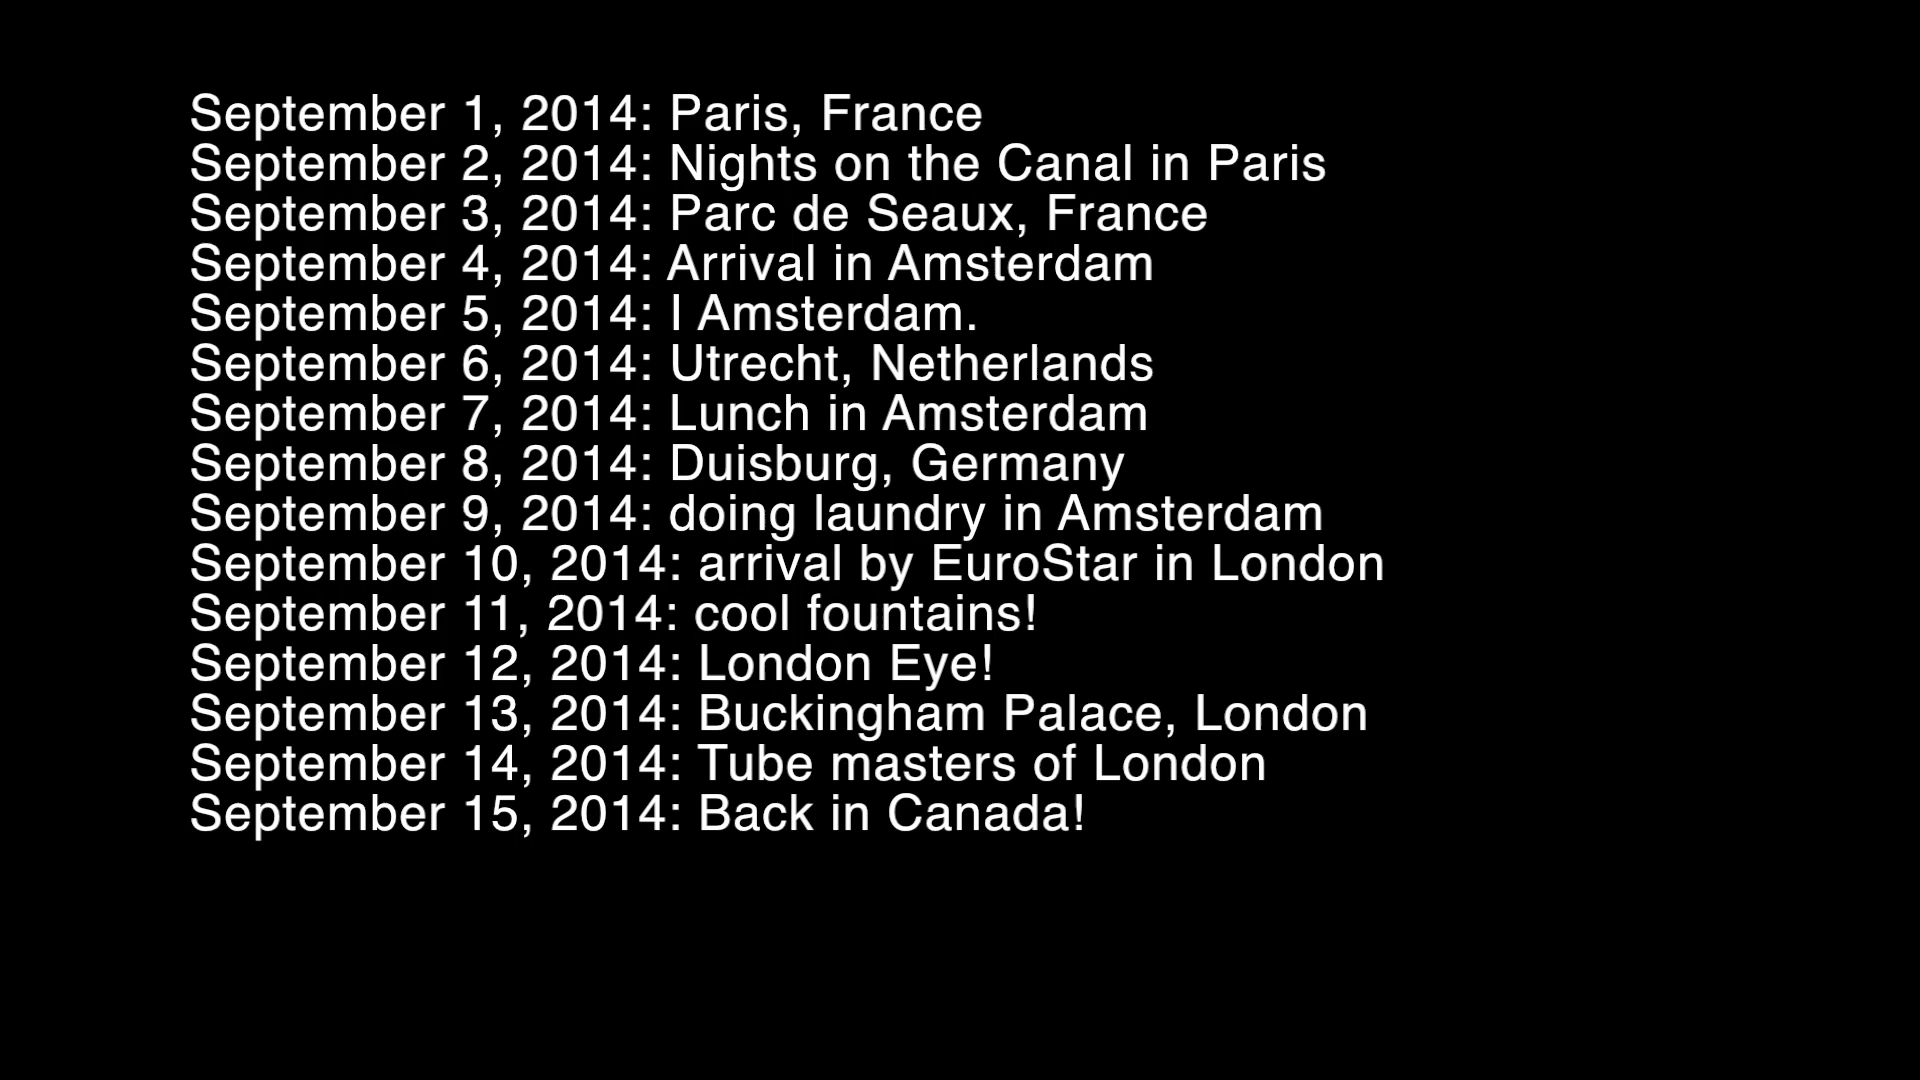 September 1, 2014: Paris, France
September 2, 2014: Nights on the Canal in Paris
September 3, 2014: Parc de Seaux, France
September 4, 2014: Arrival in Amsterdam
September 5, 2014: I Amsterdam.
September 6, 2014: Utrecht, Netherlands
September 7, 2014: Lunch in Amsterdam
September 8, 2014: Duisburg, Germany
September 9, 2014: doing laundry in Amsterdam
September 10, 2014: arrival by EuroStar in London
September 11, 2014: cool fountains!
September 12, 2014: London Eye!
September 13, 2014: Buckingham Palace, London
September 14, 2014: Tube masters of London
September 15, 2014: Back in Canada!